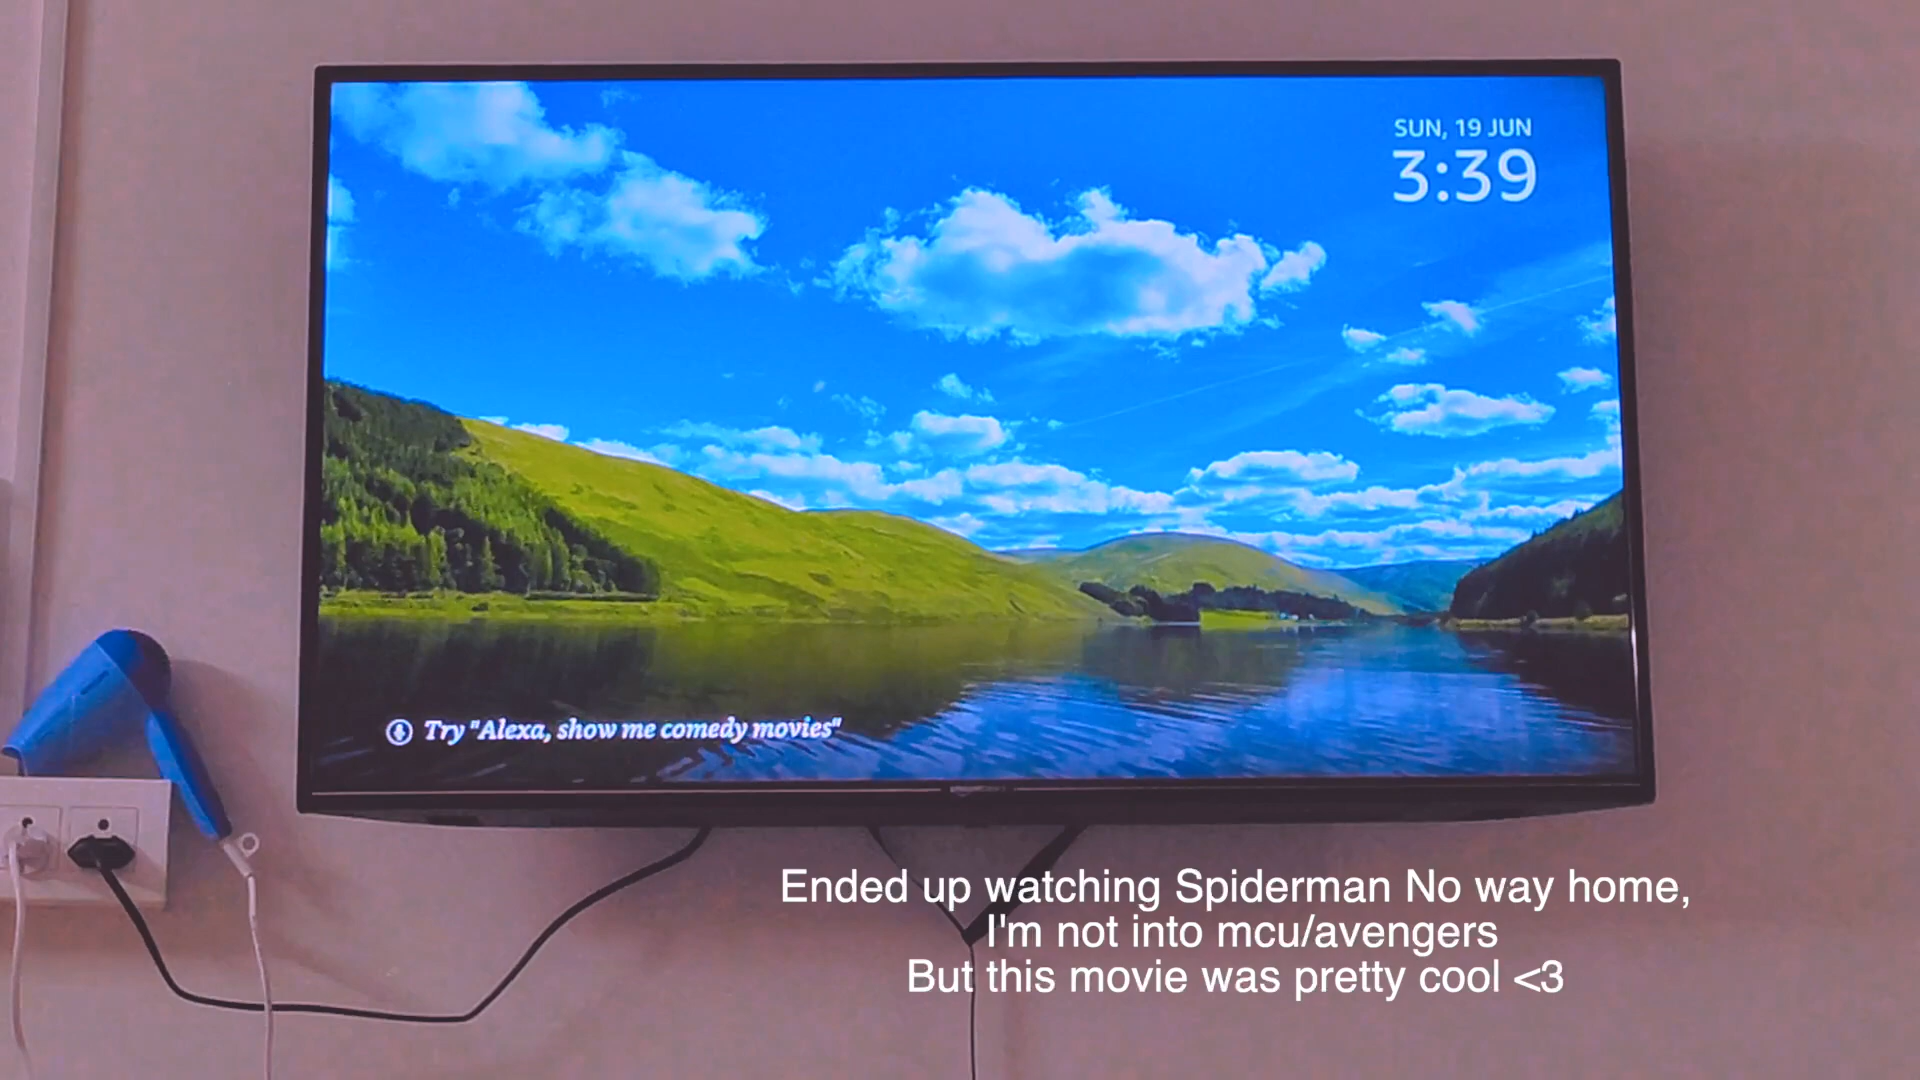 SUN, 19 JUN
3:39
Try "Alexa, show me comedy movies"
Ended up watching Spiderman No way home,
I'm not into mcu/avengers
But this movie was pretty cool <3